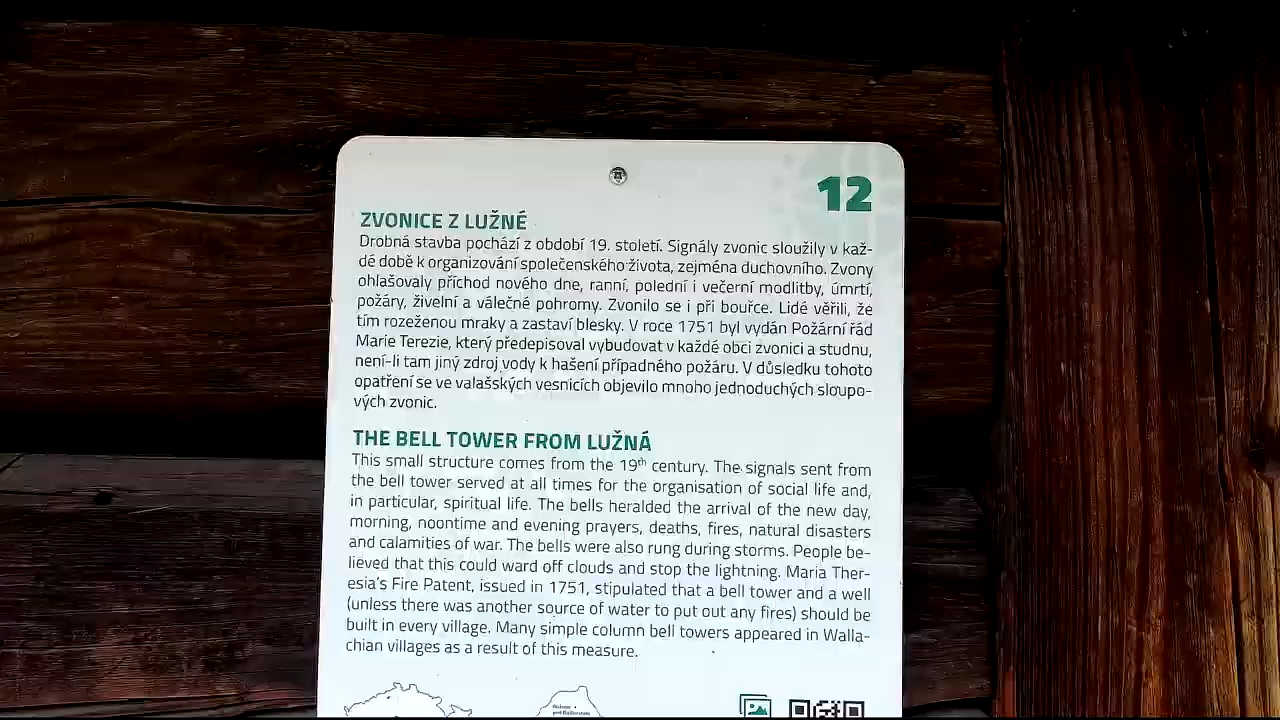 12
ZVONICE Z LUŽNÉ
Drobná stavba pochází z období 19. století. Signály zvonic sloužily v kaž-
dé době k organizování společenského života, zejména duchovního. Zvony
ohlašovaly příchod nového dne, ranní, polední i večerní modlitby, úmrtí,
požáry, živelní a válečné pohromy. Zvonilo se i při bouřce. Lidé věřili, že
tím rozeženou mraky a zastaví blesky. V roce 1751 byl vydán Požární řád
Marie Terezie, který předepisoval vybudovat v každé obci zvonici a studnu,
není-li tam jiný zdroj vody k hašení případného požáru. V důsledku tohoto
opatření se ve valašských vesnicích objevilo mnoho jednoduchých sloupo-
vých zvonic.
THE BELL TOWER FROM LUŽNÁ
This small structure comes from the 19th century. The signals sent from
the bell tower served at all times for the organisation of social life and,
in particular, spiritual life. The bells heralded the arrival of the new day,
morning, noontime and evening prayers, deaths, fires, natural disasters
and calamities of war. The bells were also rung during storms. People be-
lieved that this could ward off clouds and stop the lightning. Maria Ther-
esia's Fire Patent, issued in 1751, stipulated that a bell tower and a well
(unless there was another source of water to put out any fires) should be
built in every village. Many simple column bell towers appeared in Walla-
chian villages as a result of this measure.